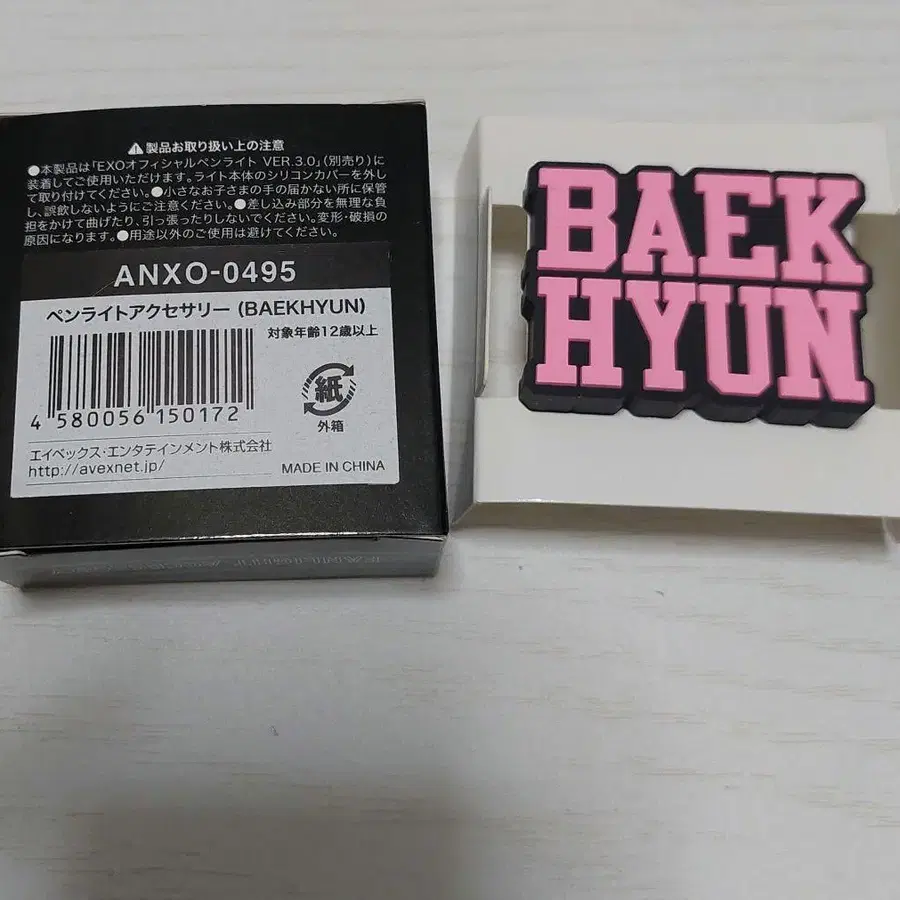 ⚠製品お取り扱い上の注意
●本製品は「EXOオフィシャルペンライト VER.3.0」(別売り)に
装着してご使用いただけます。ライト本体のシリコンカバーを外し
て取り付けてください。●小さなお子さまの手の届かない所に保管
し、誤飲しないようにご注意ください。●差し込み部分を無理な負
担をかけて曲げたり、引っ張ったりしないでください。変形・破損の
原因になります。●用途以外のご使用は避けてください。
ANXO-0495
ペンライトアクセサリー (BAEKHYUN)
対象年齢12歳以上
4 580056 150172
紙
外箱
エイベックス・エンタテインメント株式会社
http://avexnet.jp/
MADE IN CHINA
BAEK
HYUN